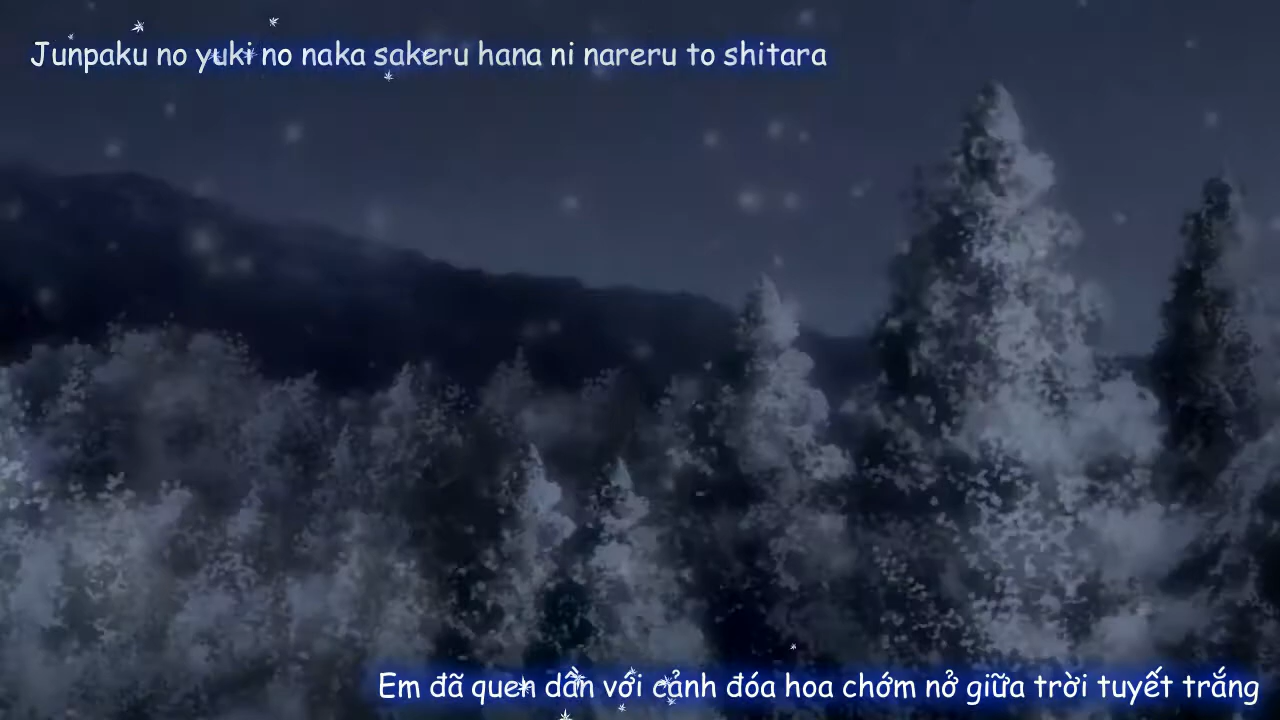 Junpaku no yuki no naka sakeru hana ni nareru to shitara
Em đã quen dần với cảnh đóa hoa chớm nở giữa trời tuyết trắng